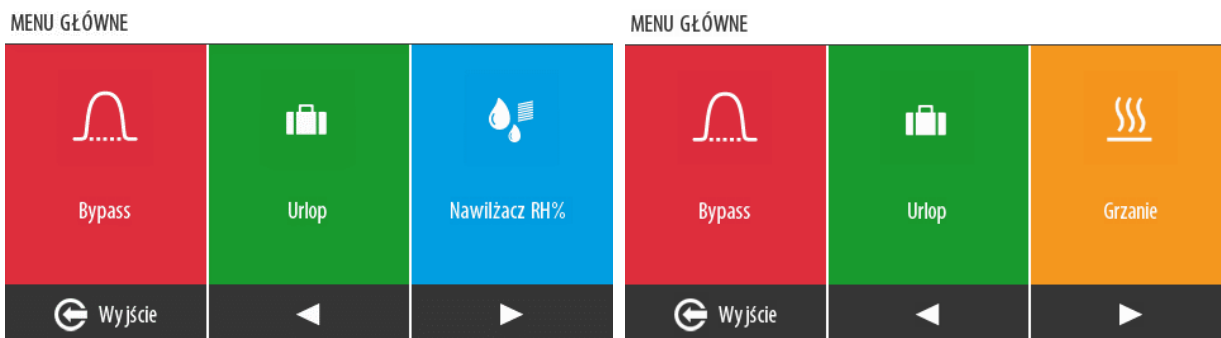 MENU GŁÓWNE
Bypass
Urlop
Nawilżacz RH%
Wyjście
MENU GŁÓWNE
Bypass
Urlop
Grzanie
Wyjście